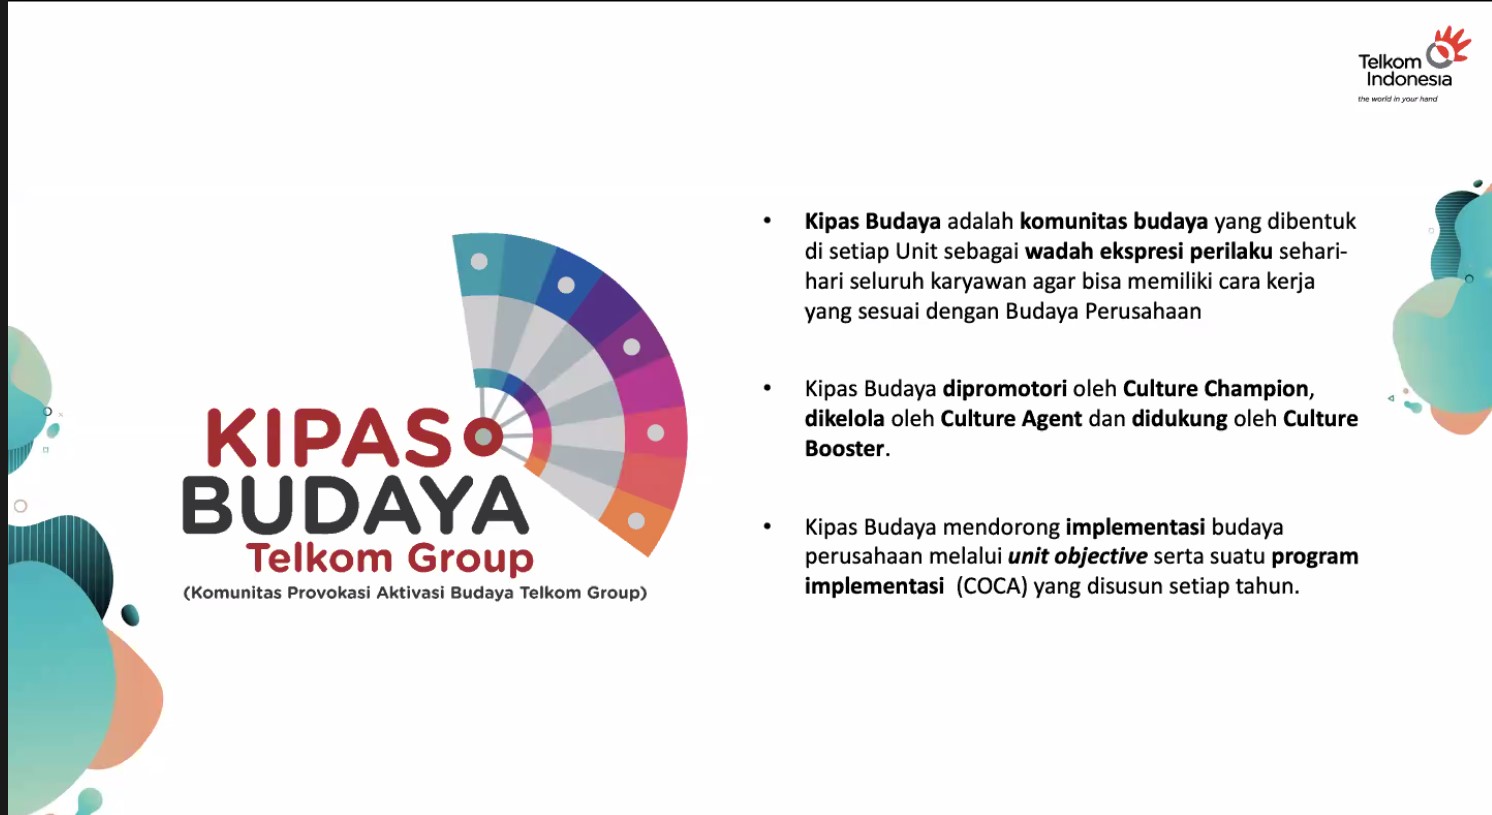 Telkom
Indonesia
the world in your hand
KIPAS
BUDAYA
Telkom Group
(Komunitas Provokasi Aktivasi Budaya Telkom Group)
• Kipas Budaya adalah komunitas budaya yang dibentuk
di setiap Unit sebagai wadah ekspresi perilaku sehari-
hari seluruh karyawan agar bisa memiliki cara kerja
yang sesuai dengan Budaya Perusahaan
• Kipas Budaya dipromotori oleh Culture Champion,
dikelola oleh Culture Agent dan didukung oleh Culture
Booster.
• Kipas Budaya mendorong implementasi budaya
perusahaan melalui unit objective serta suatu program
implementasi (COCA) yang disusun setiap tahun.